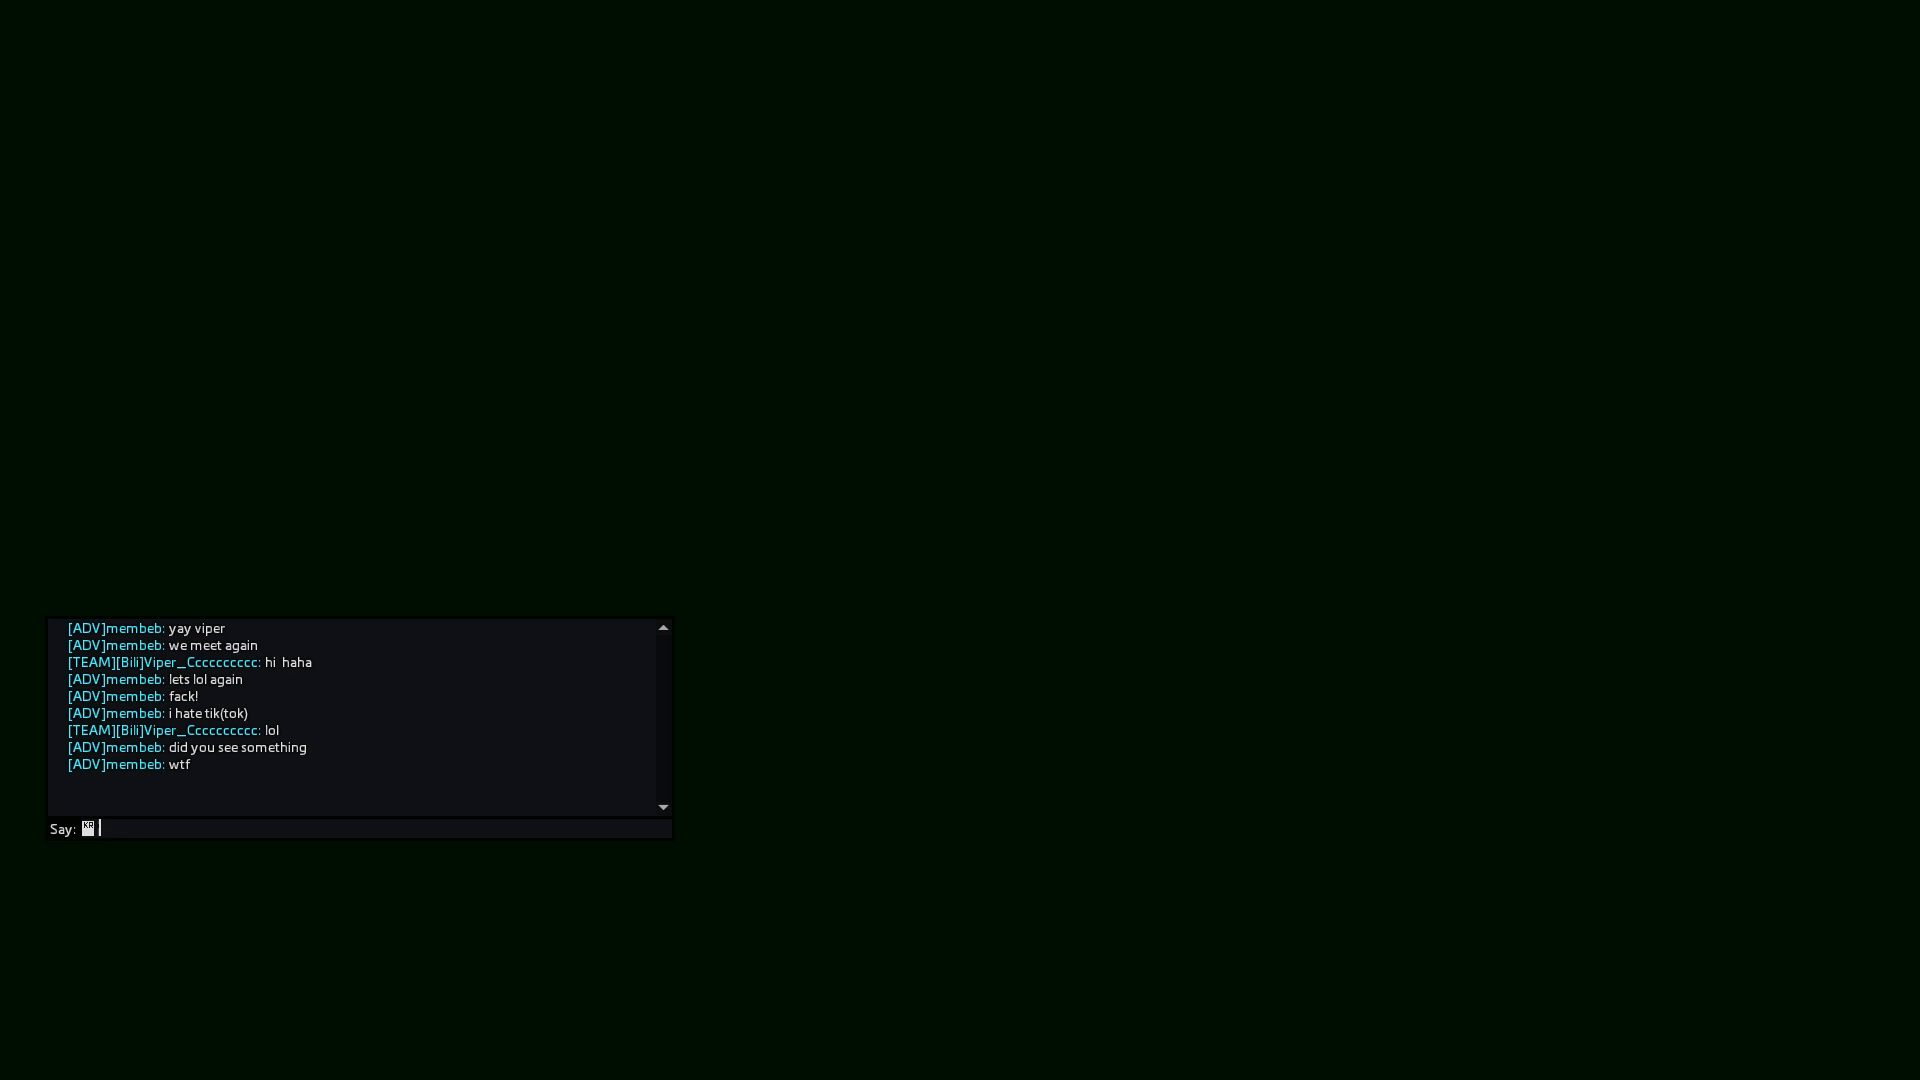 [ADV]membeb: yay viper
[ADV]membeb: we meet again
[TEAM][Bili]Viper_Cccccccccc: hi  haha
[ADV]membeb: lets lol again
[ADV]membeb: fack!
[ADV]membeb: i hate tik(tok)
[TEAM][Bili]Viper_Cccccccccc: lol
[ADV]membeb: did you see something
[ADV]membeb: wtf
Say: KR